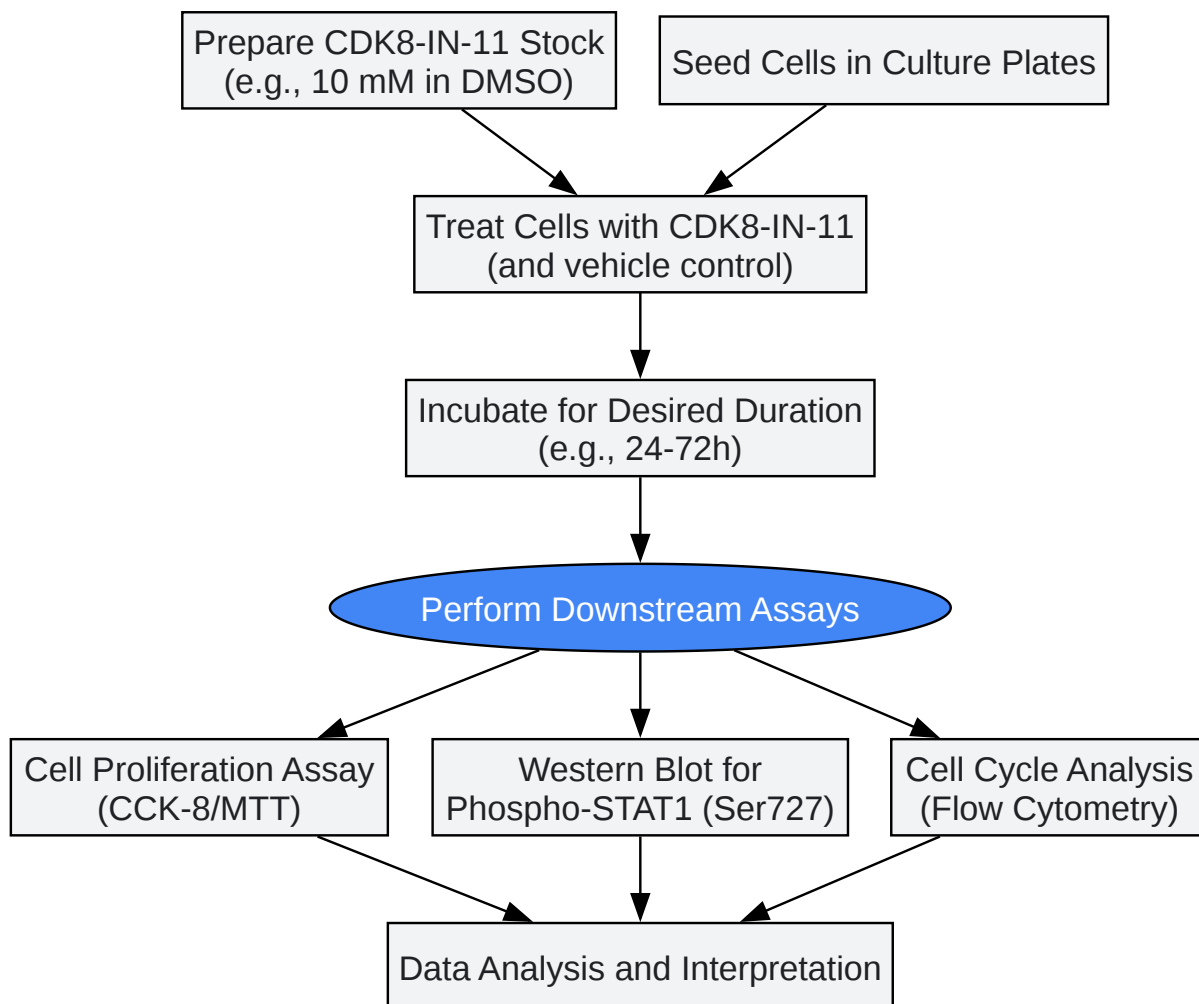 Prepare CDK8-IN-11 Stock
(e.g., 10 mM in DMSO)
Seed Cells in Culture Plates
Treat Cells with CDK8-IN-11
(and vehicle control)
Incubate for Desired Duration
(e.g., 24-72h)
Perform Downstream Assays
Cell Proliferation Assay
(CCK-8/MTT)
Western Blot for
Phospho-STAT1 (Ser727)
Cell Cycle Analysis
(Flow Cytometry)
Data Analysis and Interpretation